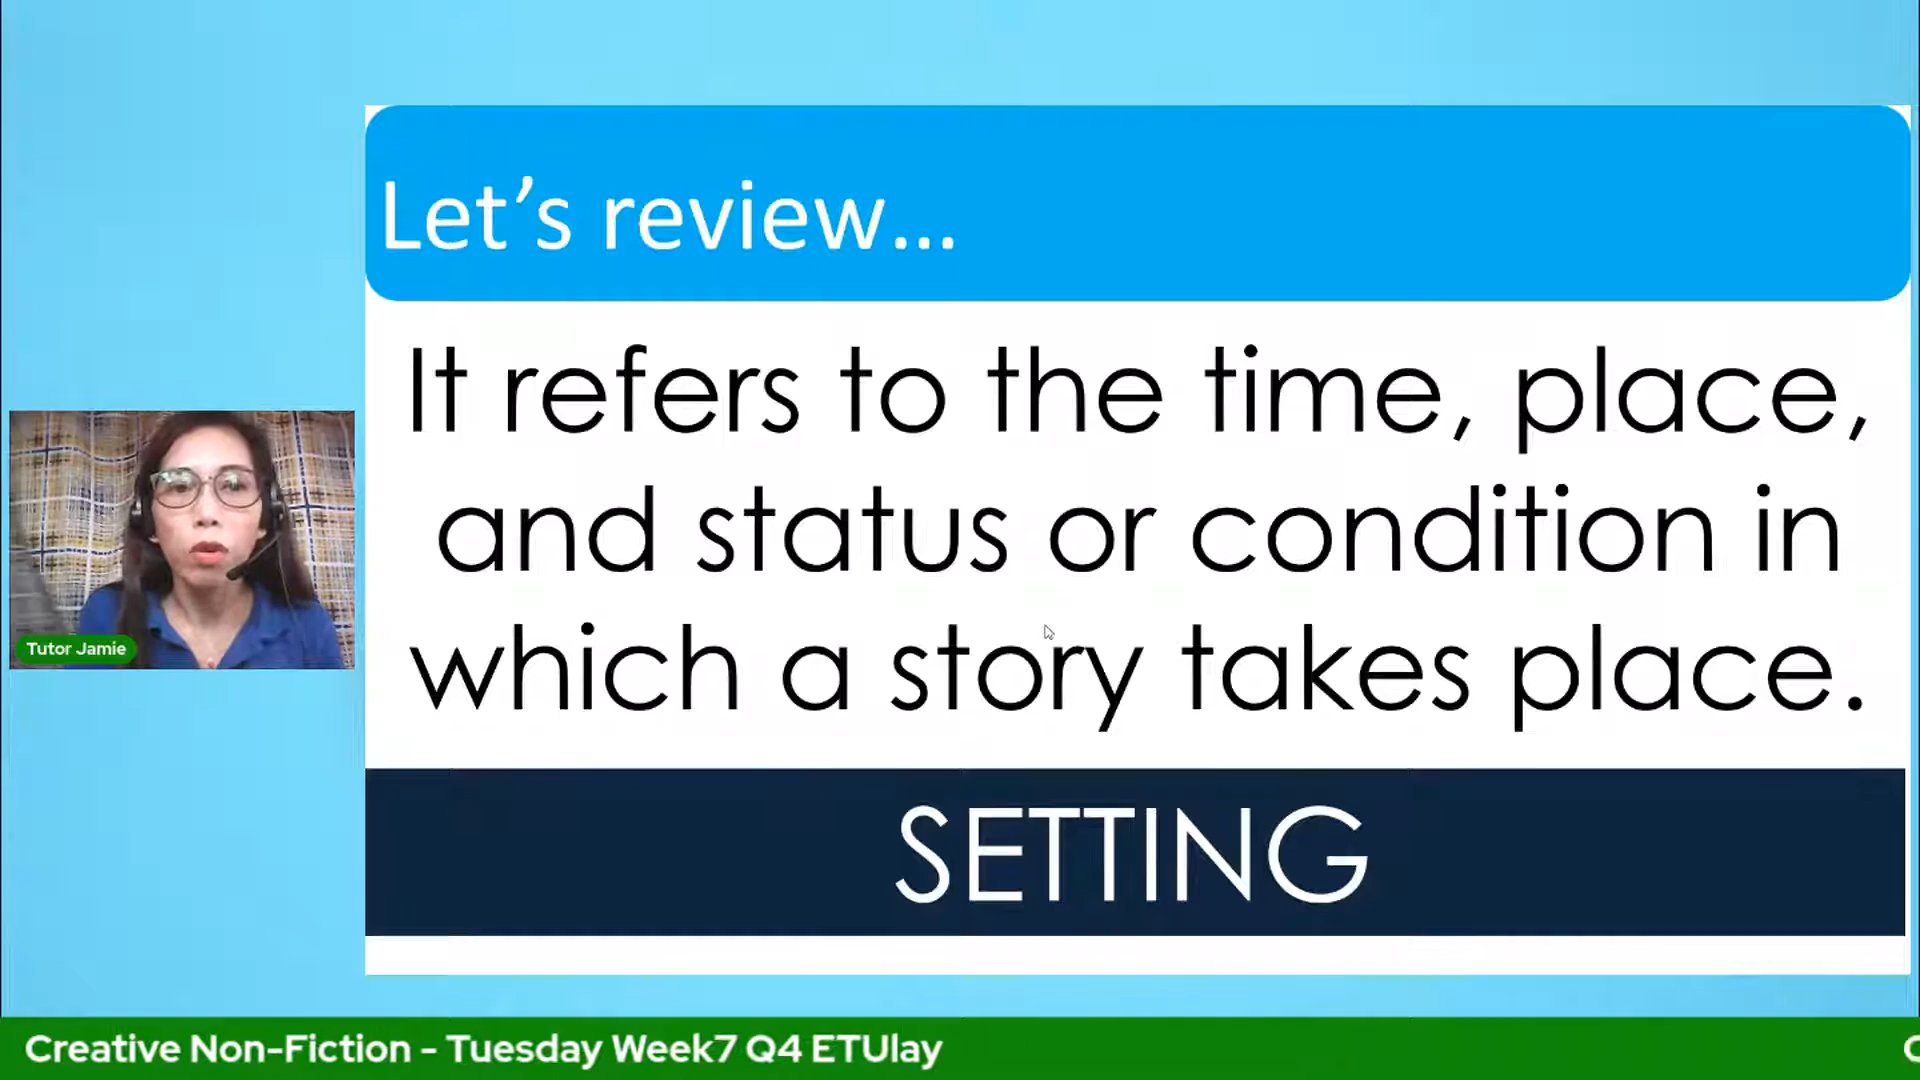 Let’s review...
It refers to the time, place,
and status or condition in
which a story takes place.
SETTING
Tutor Jamie
Creative Non-Fiction - Tuesday Week7 Q4 ETUlay